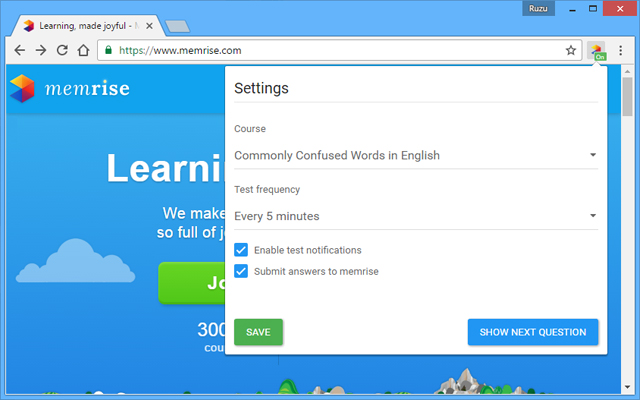 Ruzu
Learning, made joyful - M
https://www.memrise.com
On
memrise
Settings
Course
Commonly Confused Words in English
Test frequency
Every 5 minutes
Enable test notifications
Submit answers to memrise
SAVE
SHOW NEXT QUESTION
Learni
We make
so full of jo
Jo
300
cou